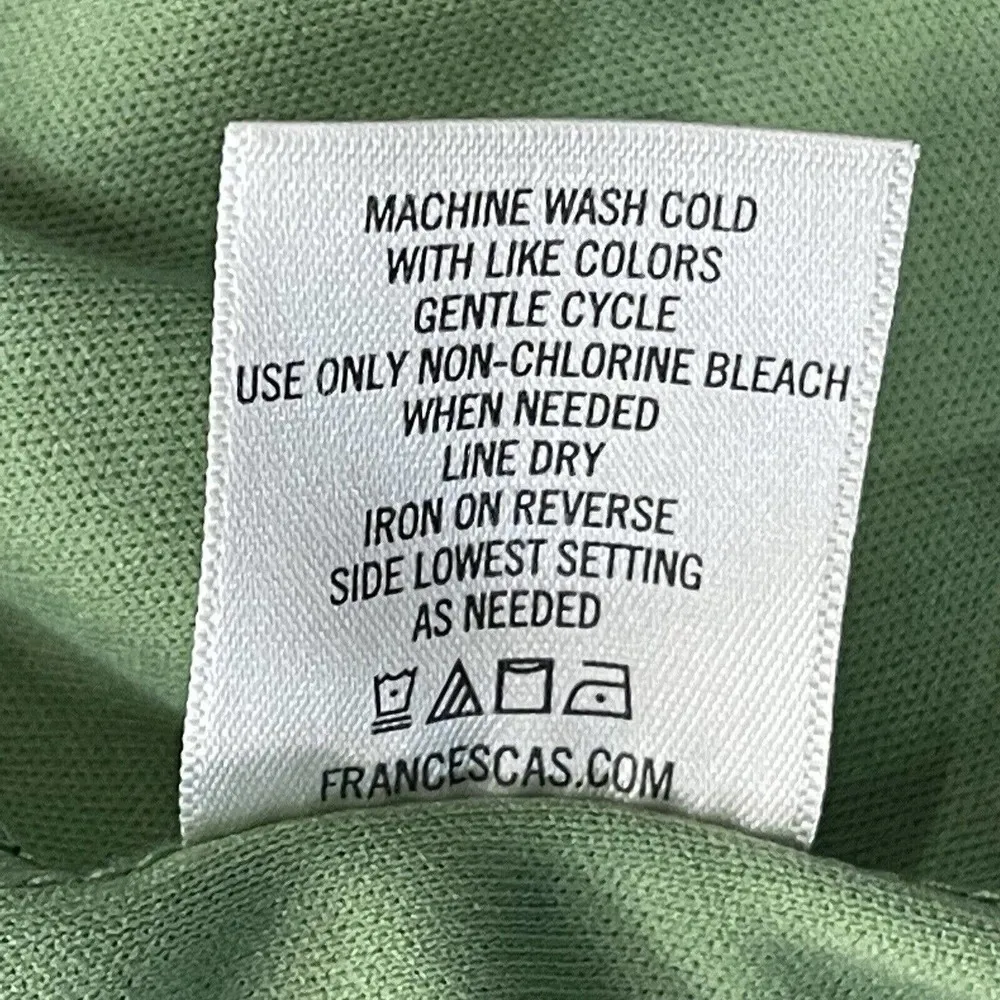 MACHINE WASH COLD
WITH LIKE COLORS
GENTLE CYCLE
USE ONLY NON-CHLORINE BLEACH
WHEN NEEDED
LINE DRY
IRON ON REVERSE
SIDE LOWEST SETTING
AS NEEDED
FRANCESCAS.COM